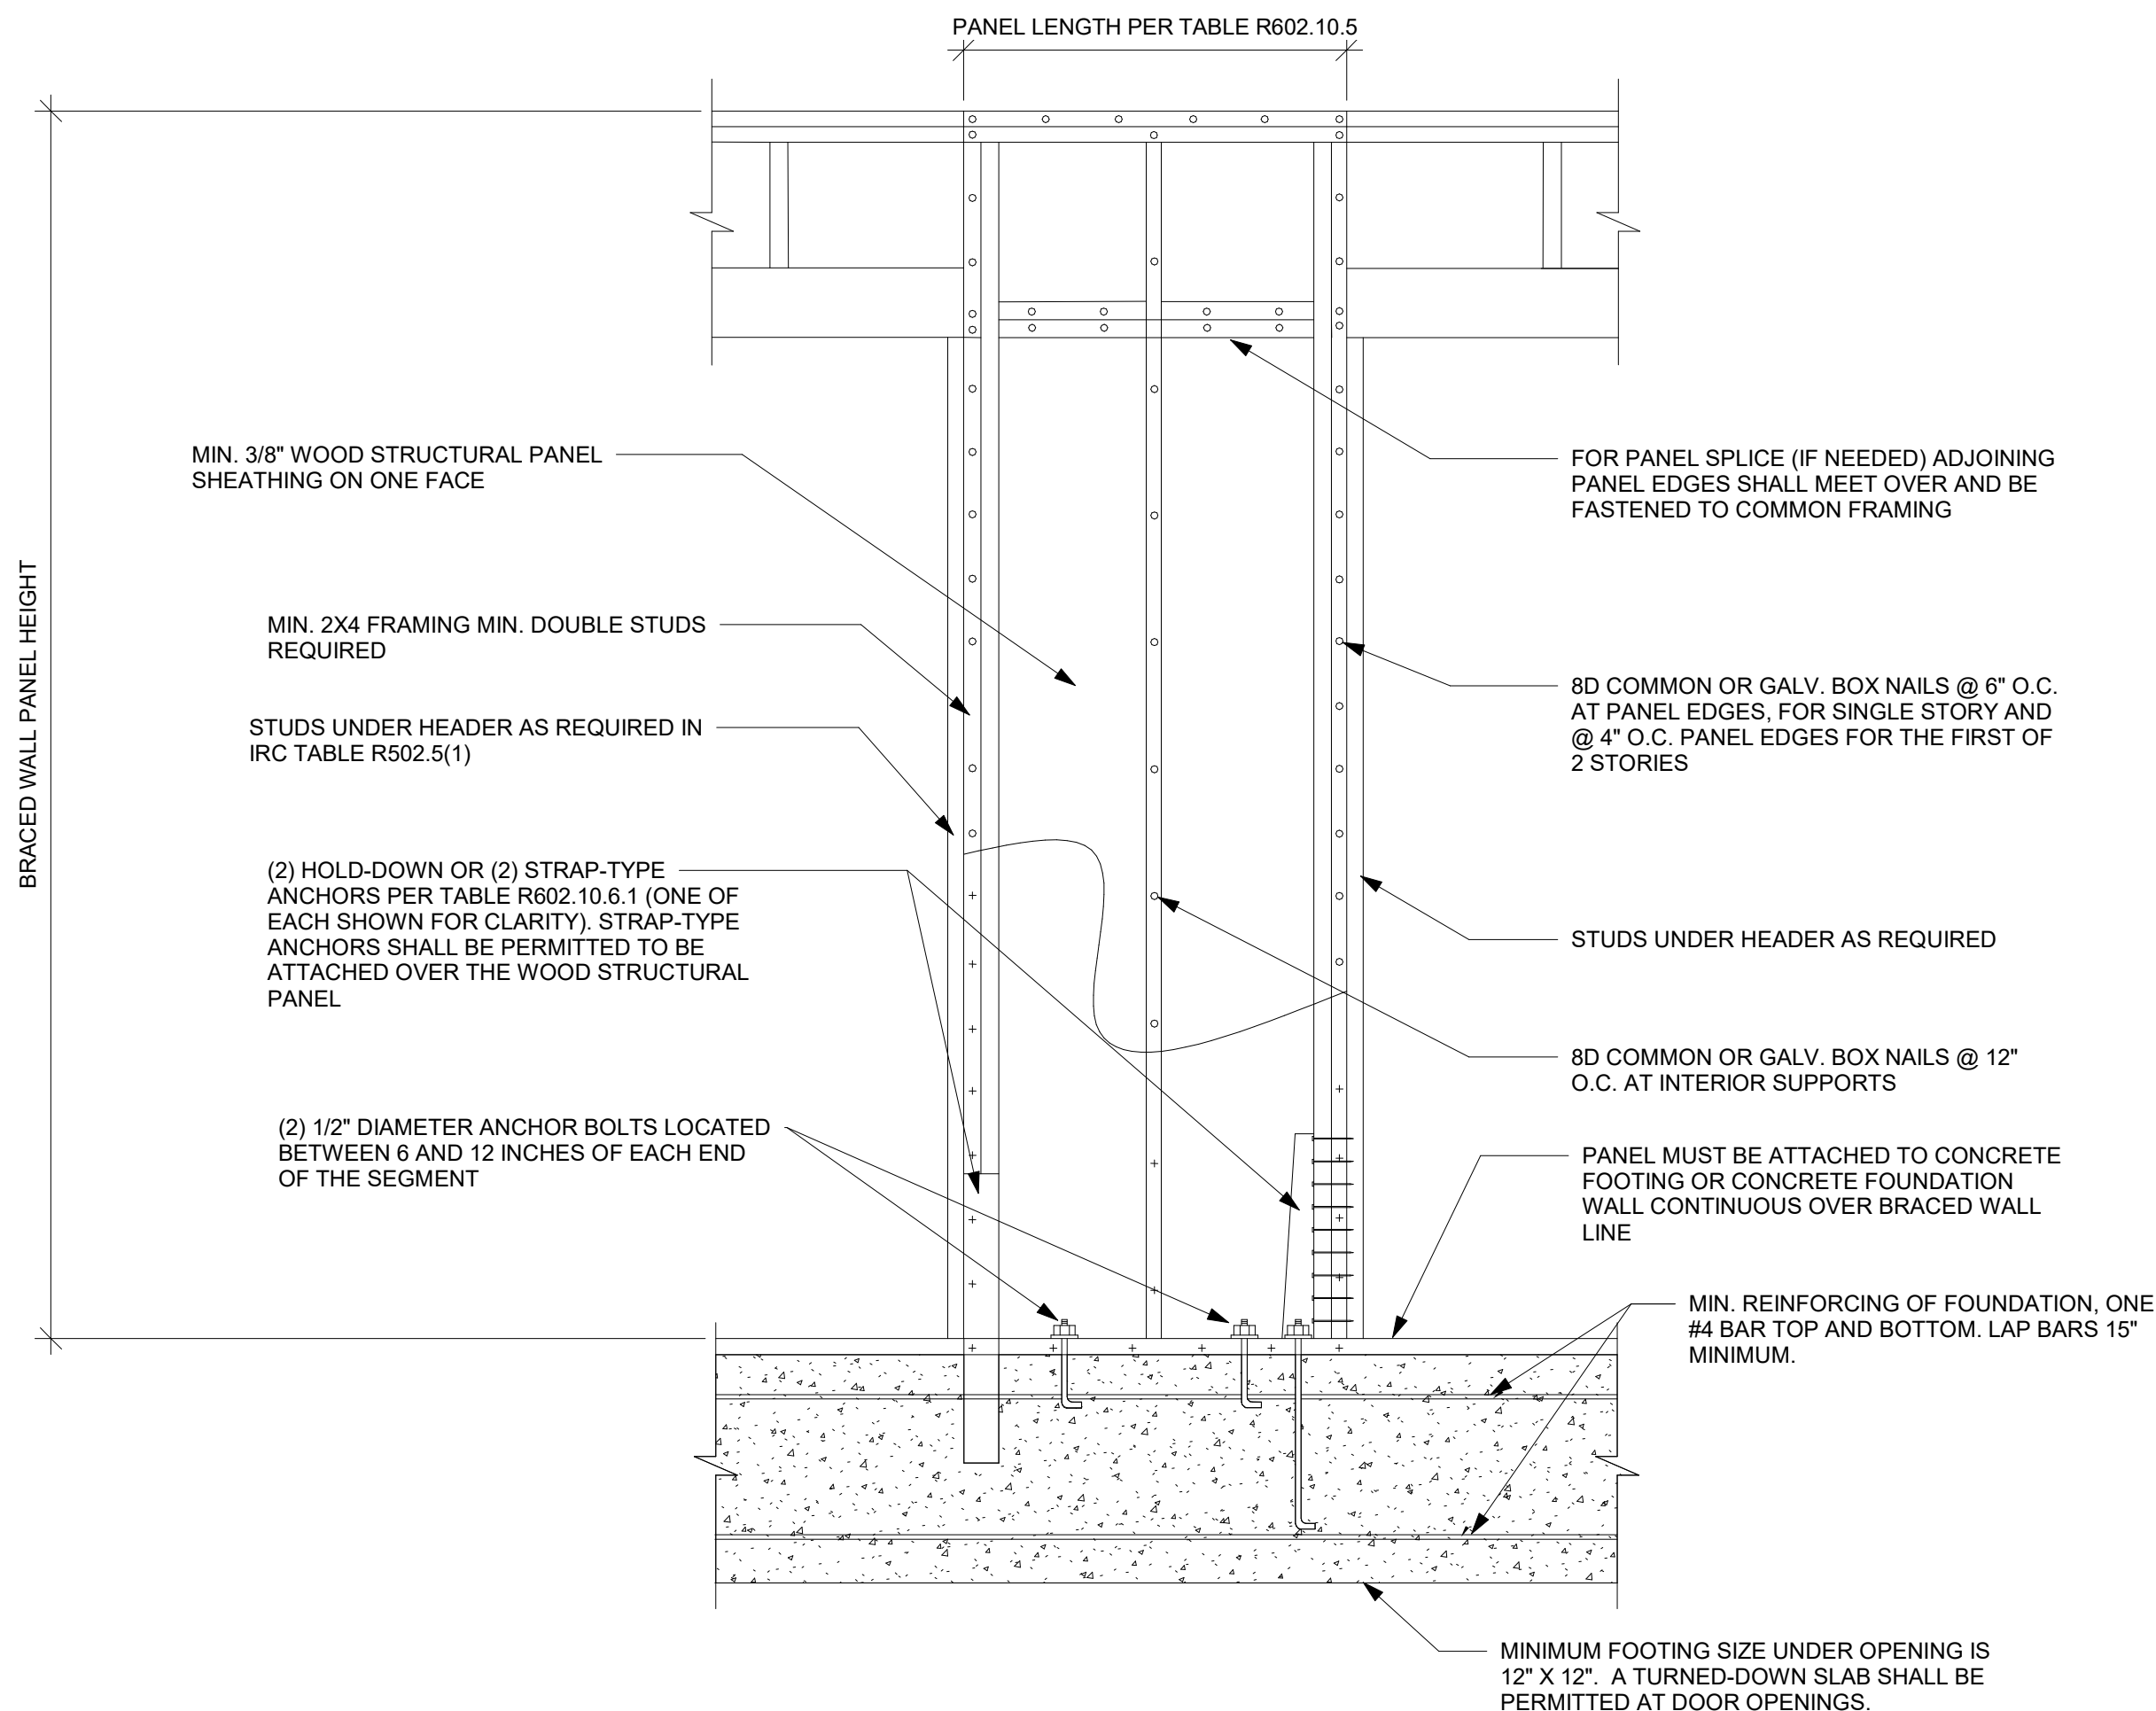 PANEL LENGTH PER TABLE R602.10.5
BRACED WALL PANEL HEIGHT
MIN. 3/8" WOOD STRUCTURAL PANEL
SHEATHING ON ONE FACE
MIN. 2X4 FRAMING MIN. DOUBLE STUDS
REQUIRED
STUDS UNDER HEADER AS REQUIRED IN
IRC TABLE R502.5(1)
(2) HOLD-DOWN OR (2) STRAP-TYPE
ANCHORS PER TABLE R602.10.6.1 (ONE OF
EACH SHOWN FOR CLARITY). STRAP-TYPE
ANCHORS SHALL BE PERMITTED TO BE
ATTACHED OVER THE WOOD STRUCTURAL
PANEL
(2) 1/2" DIAMETER ANCHOR BOLTS LOCATED
BETWEEN 6 AND 12 INCHES OF EACH END
OF THE SEGMENT
FOR PANEL SPLICE (IF NEEDED) ADJOINING
PANEL EDGES SHALL MEET OVER AND BE
FASTENED TO COMMON FRAMING
8D COMMON OR GALV. BOX NAILS @ 6" O.C.
AT PANEL EDGES, FOR SINGLE STORY AND
@ 4" O.C. PANEL EDGES FOR THE FIRST OF
2 STORIES
STUDS UNDER HEADER AS REQUIRED
8D COMMON OR GALV. BOX NAILS @ 12"
O.C. AT INTERIOR SUPPORTS
PANEL MUST BE ATTACHED TO CONCRETE
FOOTING OR CONCRETE FOUNDATION
WALL CONTINUOUS OVER BRACED WALL
LINE
MIN. REINFORCING OF FOUNDATION, ONE
#4 BAR TOP AND BOTTOM. LAP BARS 15"
MINIMUM.
MINIMUM FOOTING SIZE UNDER OPENING IS
12" X 12". A TURNED-DOWN SLAB SHALL BE
PERMITTED AT DOOR OPENINGS.